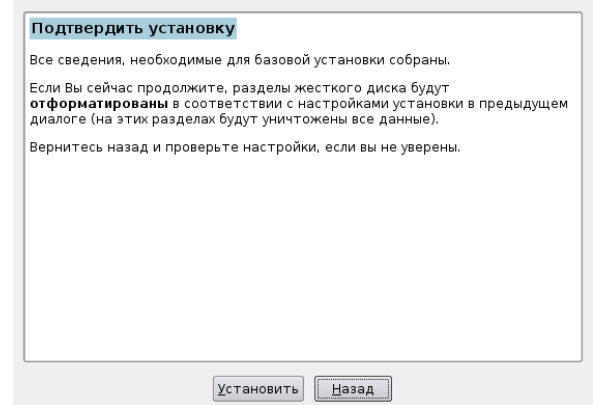 Подтвердить установку
Все сведения, необходимые для базовой установки собраны.
Если Вы сейчас продолжите, разделы жесткого диска будут
отформатированы в соответствии с настройками установки в предыдущем
диалоге (на этих разделах будут уничтожены все данные).
Вернитесь назад и проверьте настройки, если вы не уверены.
Установить Назад